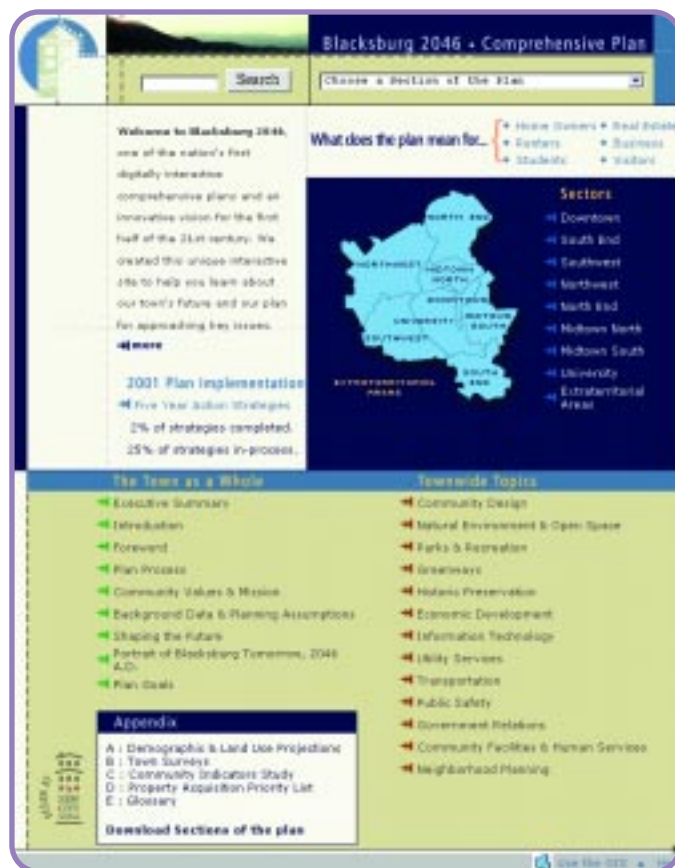 Blacksburg 2046 • Comprehensive Plan
Search
Choose a Section of the Plan
Welcome to Blacksburg 2046,
one of the nation's first
digitally interactive
comprehensive plans and an
innovative vision for the first
half of the 21st century. We
created this unique interactive
site to help you learn about
our town's future and our plan
for approaching key issues.
more
2001 Plan Implementation
Five Year Action Strategies
2% of strategies completed.
25% of strategies in-process.
What does the plan mean for...
Home Owners
Real Estate
Renters
Business
Students
Visitors
NORTH END
NORTHWEST
MIDTOWN NORTH
DOWNTOWN
UNIVERSITY
MIDTOWN SOUTH
SOUTHWEST
SOUTH END
EXTRATERRITORIAL
AREAS
Sectors
Downtown
South End
Southwest
Northwest
North End
Midtown North
Midtown South
University
Extraterritorial
Areas
The Town as a Whole
Executive Summary
Introduction
Foreword
Plan Process
Community Values & Mission
Background Data & Planning Assumptions
Shaping the Future
Portrait of Blacksburg Tomorrow, 2046
A.D.
Plan Goals
Townwide Topics
Community Design
Natural Environment & Open Space
Parks & Recreation
Greenways
Historic Preservation
Economic Development
Information Technology
Utility Services
Transportation
Public Safety
Government Relations
Community Facilities & Human Services
Neighborhood Planning
Appendix
A : Demographic & Land Use Projections
B : Town Surveys
C : Community Indicators Study
D : Property Acquisition Priority List
E : Glossary
Download Sections of the plan
Use the GIS